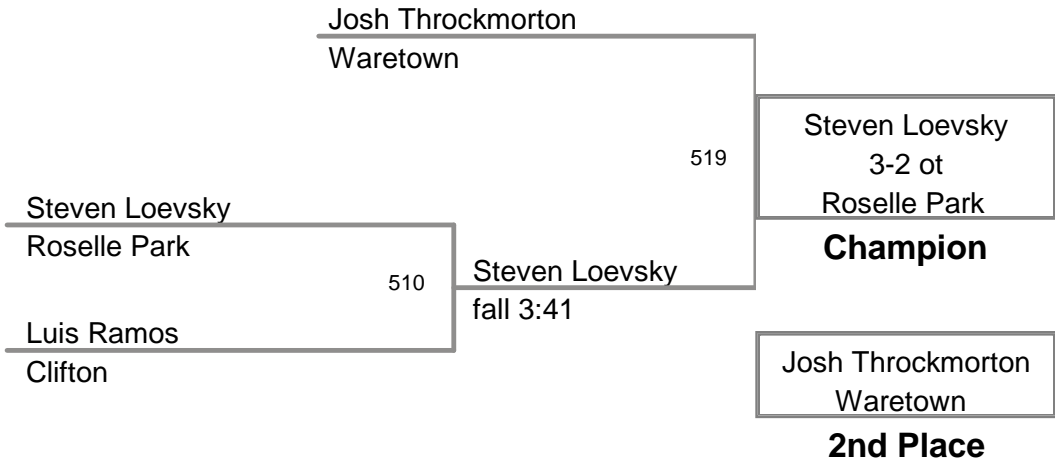 Josh Throckmorton
Waretown
519
Steven Loevsky
3-2 ot
Roselle Park
Champion
Steven Loevsky
Roselle Park
510
Steven Loevsky
fall 3:41
Luis Ramos
Clifton
Josh Throckmorton
Waretown
2nd Place